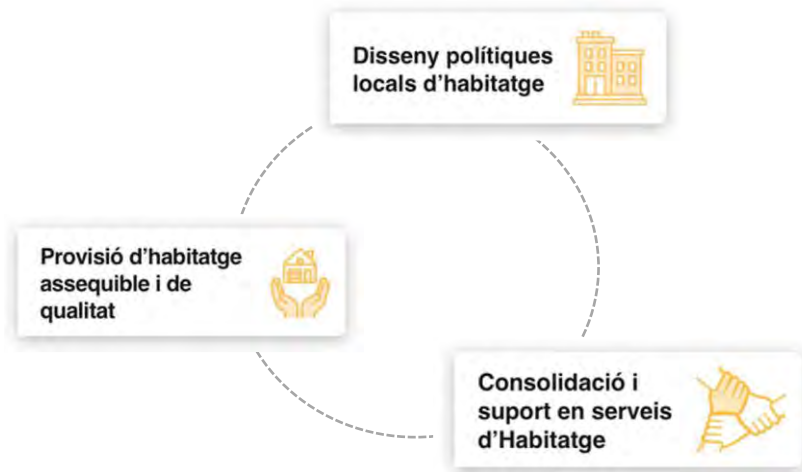 Disseny polítiques
locals d’habitatge
Provisió d’habitatge
assequible i de
qualitat
Consolidació i
suport en serveis
d’Habitatge